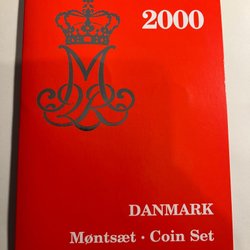 2000
DANMARK
Møntsæt · Coin Set